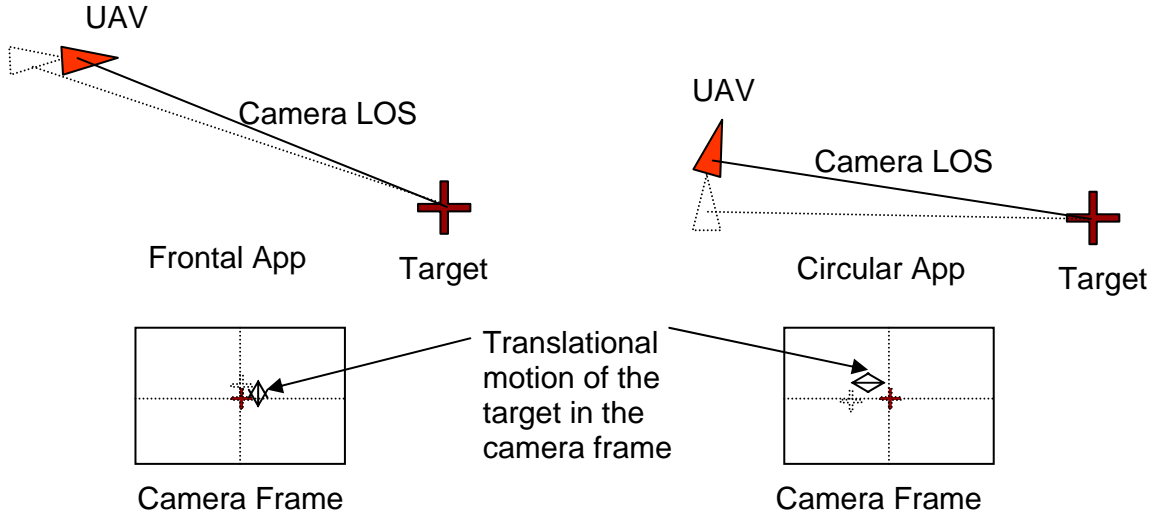 UAV
Camera LOS
Frontal App
Target
UAV
Camera LOS
Circular App
Target
Translational
motion of the
target in the
camera frame
Camera Frame
Camera Frame